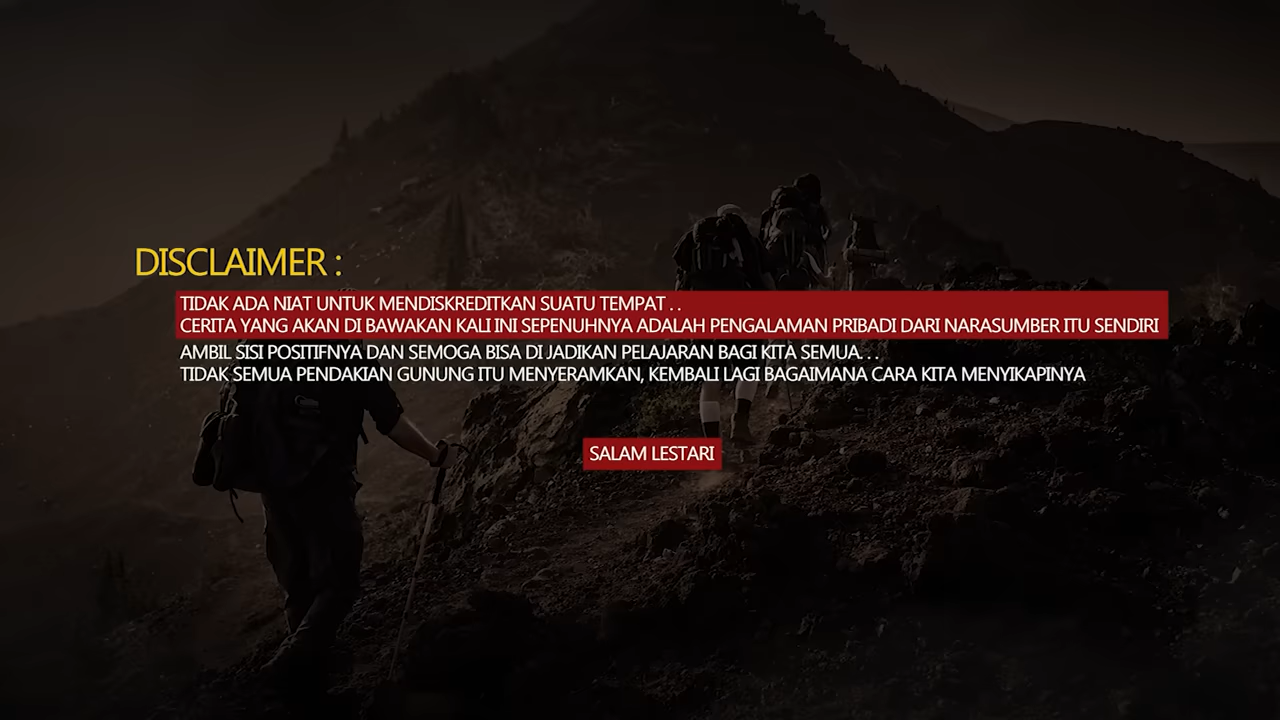 DISCLAIMER :
TIDAK ADA NIAT UNTUK MENDISKREDITKAN SUATU TEMPAT . .
CERITA YANG AKAN DI BAWAKAN KALI INI SEPENUHNYA ADALAH PENGALAMAN PRIBADI DARI NARASUMBER ITU SENDIRI
AMBIL SISI POSITIFNYA DAN SEMOGA BISA DI JADIKAN PELAJARAN BAGI KITA SEMUA. . .
TIDAK SEMUA PENDAKIAN GUNUNG ITU MENYERAMKAN, KEMBALI LAGI BAGAIMANA CARA KITA MENYIKAPINYA
SALAM LESTARI